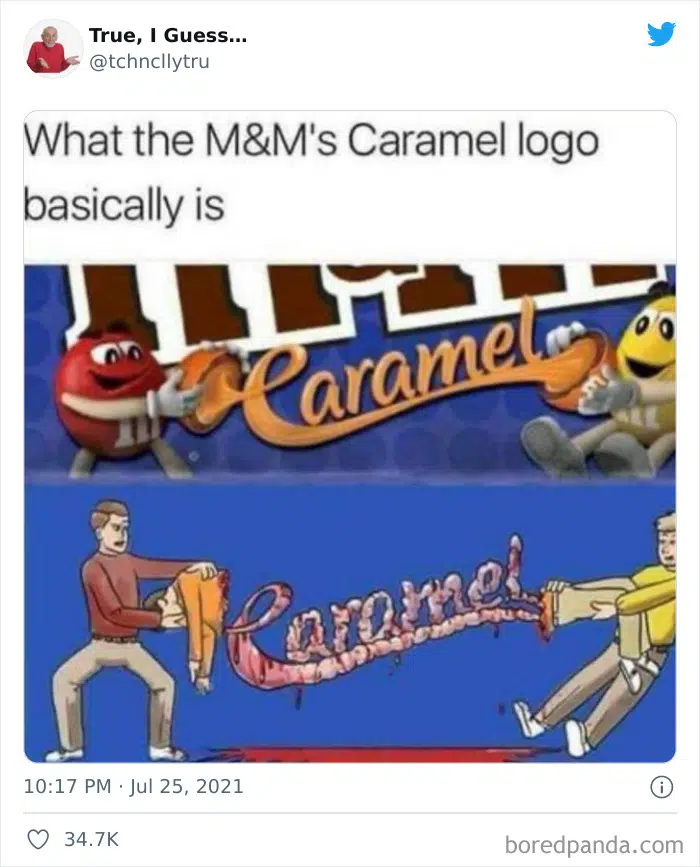 True, I Guess...
@tchncllytru
What the M&M's Caramel logo
basically is
Caramel
Caramel
10:17 PM · Jul 25, 2021
34.7K
boredpanda.com